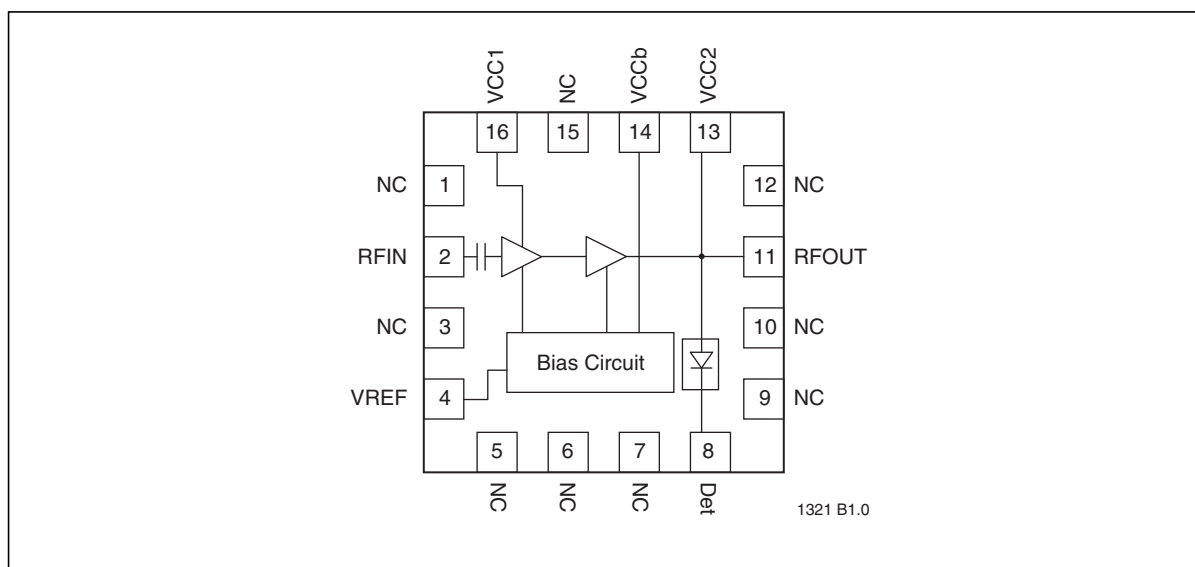 VCC1
NC
VCCb
VCC2
16
15
14
13
NC
1
12
NC
RFIN
2
11
RFOUT
NC
3
10
NC
Bias Circuit
VREF
4
9
NC
5
6
7
8
NC
NC
NC
Det
1321 B1.0